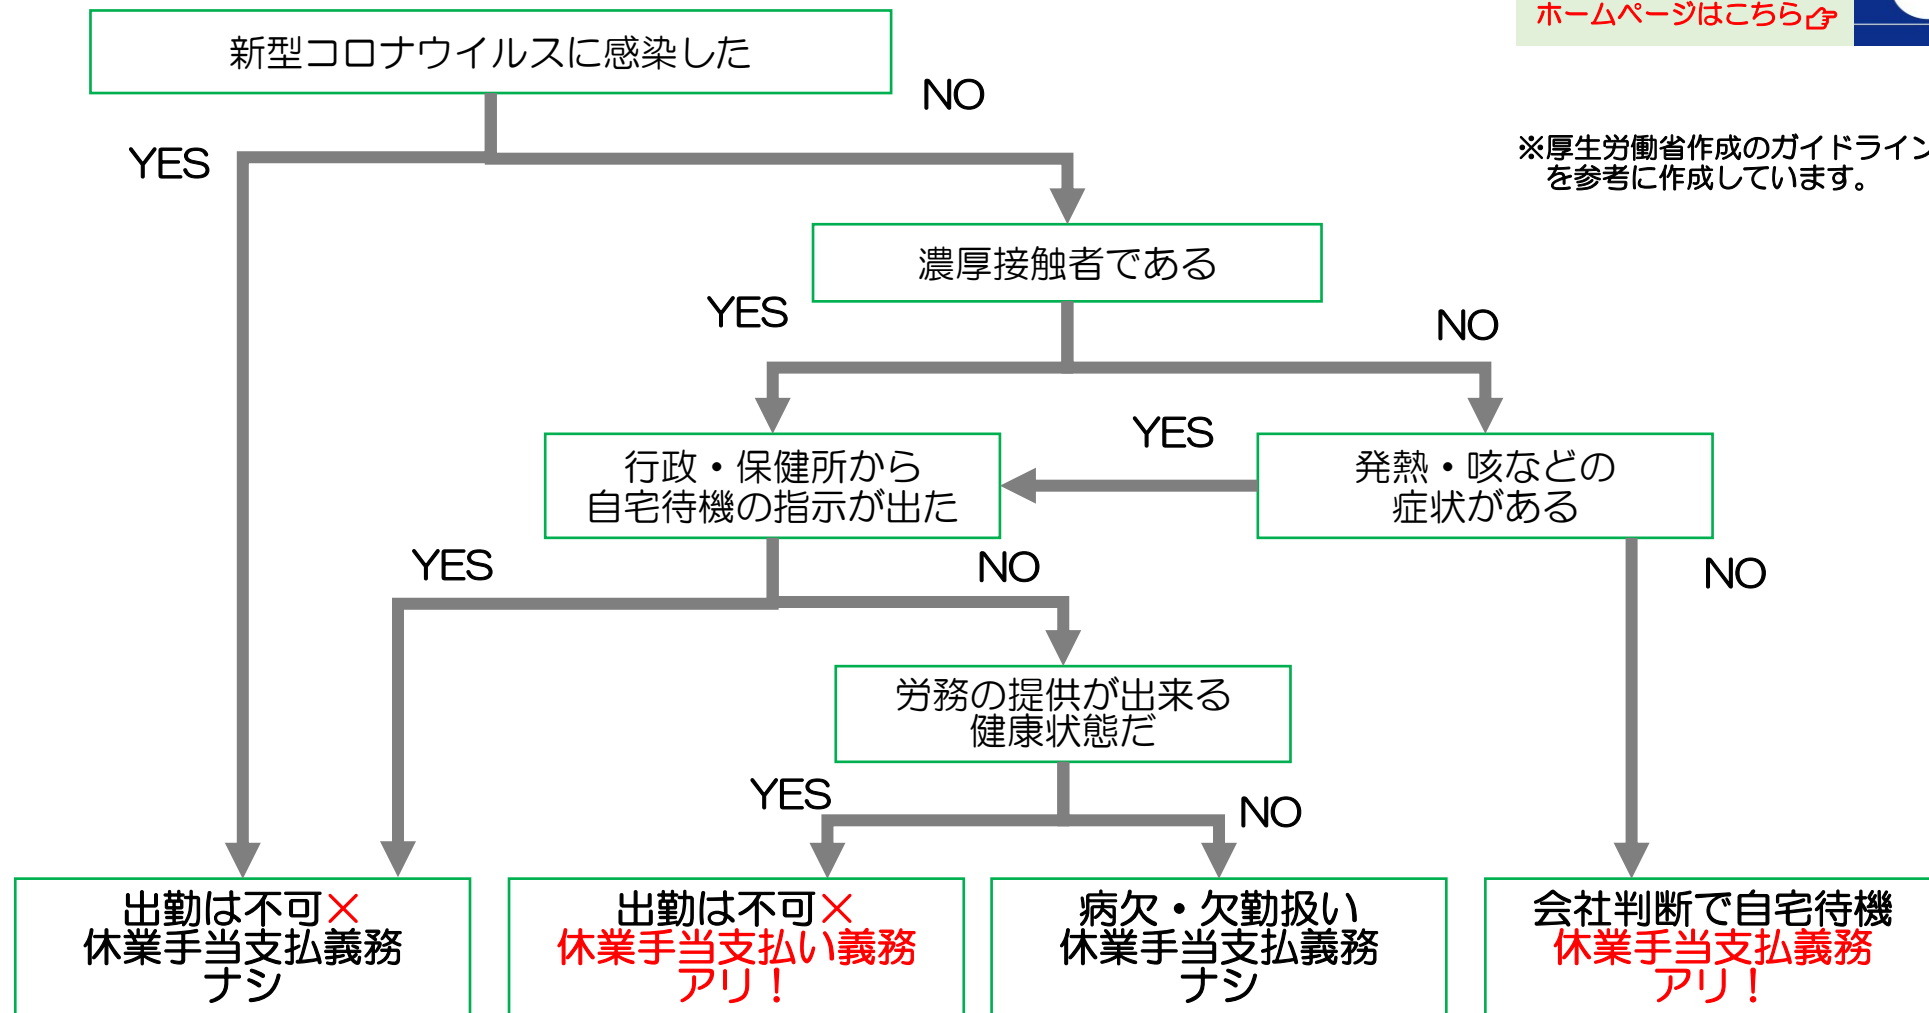 ホームページはこちら
新型コロナウイルスに感染した
NO
YES
※厚生労働省作成のガイドライン
を参考に作成しています。
濃厚接触者である
YES
NO
YES
行政・保健所から
自宅待機の指示が出た
発熱・咳などの
症状がある
YES
NO
NO
労務の提供が出来る
健康状態だ
YES
NO
出勤は不可×
休業手当支払義務
ナシ
出勤は不可×
休業手当支払い義務
アリ！
病欠・欠勤扱い
休業手当支払義務
ナシ
会社判断で自宅待機
休業手当支払義務
アリ！